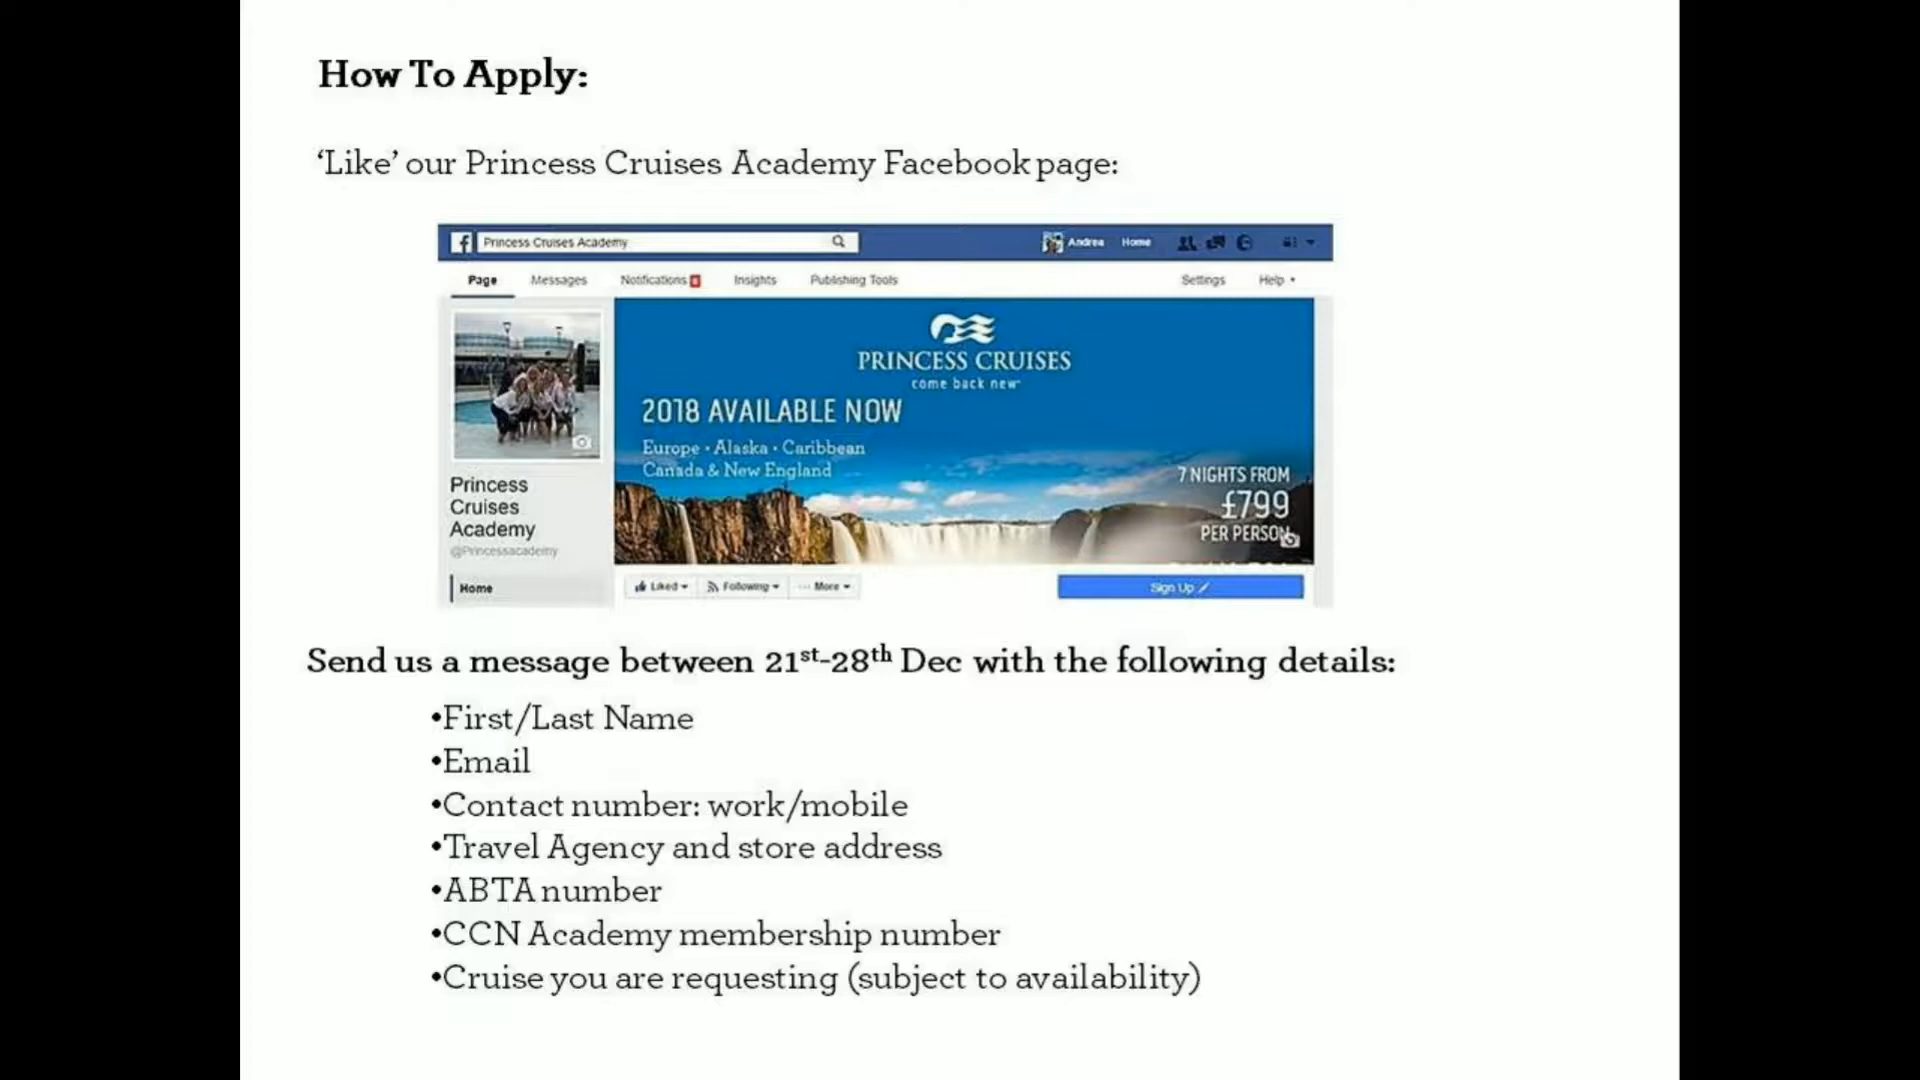 How To Apply:
‘Like’ our Princess Cruises Academy Facebook page:
Princess Cruises Academy
Andrea Home
Page Messages Notifications Insights Publishing Tools Settings Help
PRINCESS CRUISES
come back new
2018 AVAILABLE NOW
Europe • Alaska • Caribbean
Canada & New England
7 NIGHTS FROM
£799
PER PERSON
Princess
Cruises
Academy
@Princessacademy
Home
Liked Following ··· More Sign Up
Send us a message between 21st-28th Dec with the following details:
•First/Last Name
•Email
•Contact number: work/mobile
•Travel Agency and store address
•ABTA number
•CCN Academy membership number
•Cruise you are requesting (subject to availability)